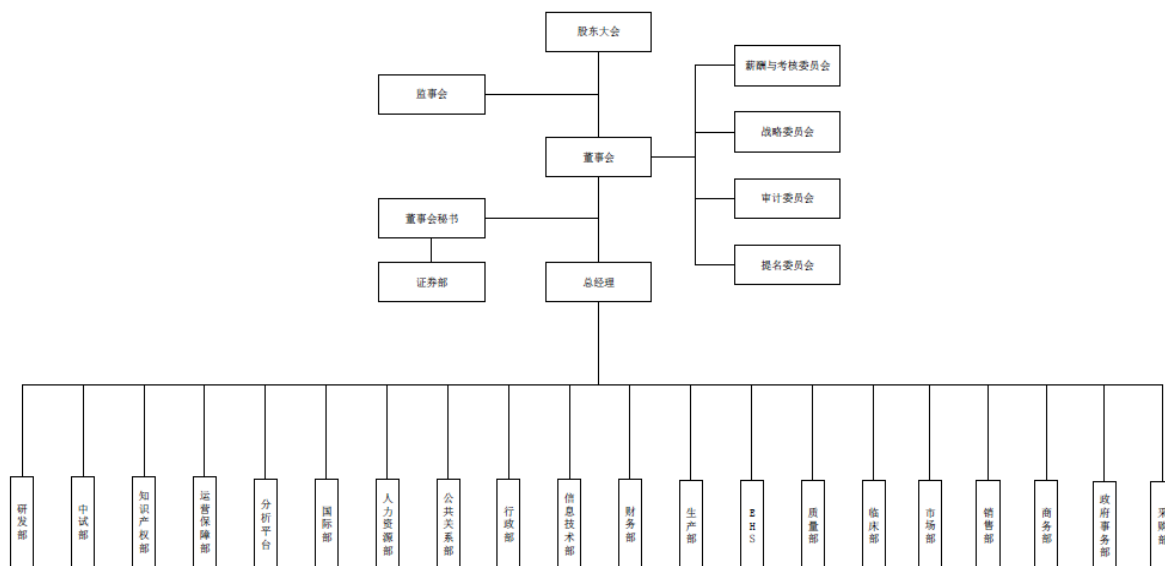 股东大会
薪酬与考核委员会
监事会
战略委员会
董事会
审计委员会
董事会秘书
提名委员会
证券部
总经理
研发部
中试部
知识产权部
运营保障部
分析平台
国际部
人力资源部
公共关系部
行政部
信息技术部
财务部
生产部
EHS
质量部
临床部
市场部
销售部
商务部
政府事务部
采购部